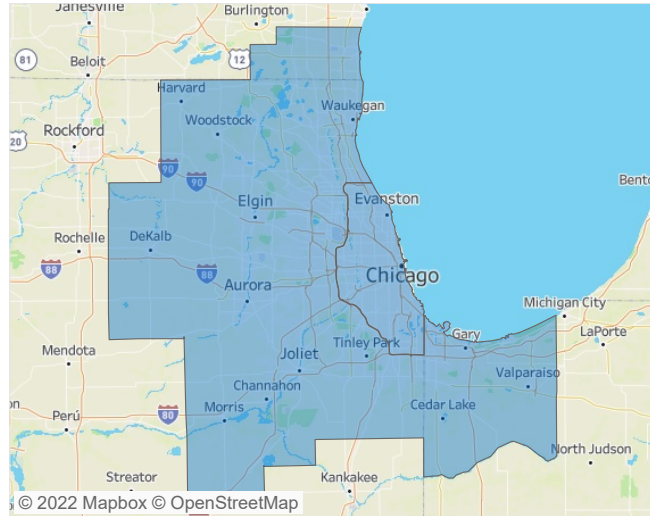 Janesville
Burlington
81
Beloit
12
Harvard
Waukegan
Woodstock
Rockford
20
90
90
Elgin
Evanston
Bento
DeKalb
Rochelle
88
88
Chicago
Aurora
Michigan City
Gary
LaPorte
Mendota
Joliet
Tinley Park
Valparaiso
Channahon
on
Morris
80
Cedar Lake
Perú
North Judson
Streator
Kankakee
© 2022 Mapbox © OpenStreetMap